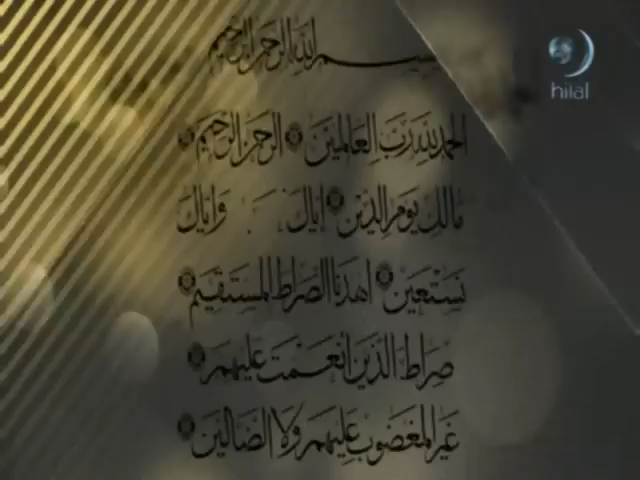 بسم الله الرحمن الرحيم
hilal
الحمد لله رب العالمين الرحمن الرحيم
مالك يوم الدين إياك وإياك
نستعين اهدنا الصراط المستقيم
صراط الذين أنعمت عليهم
غير المغضوب عليهم ولا الضالين